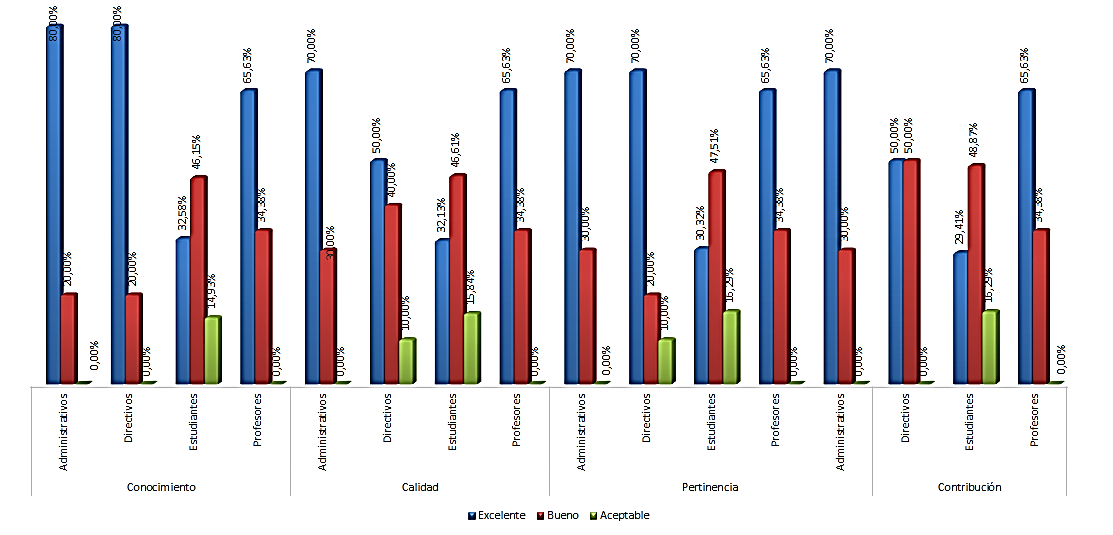 80,00% 20,00% 0,00% 80,00% 20,00% 0,00% 32,58% 46,15% 14,93% 65,63% 34,38% 0,00%
70,00% 30,00% 0,00% 50,00% 40,00% 10,00% 32,13% 46,61% 15,84% 65,63% 34,38% 0,00%
70,00% 30,00% 0,00% 70,00% 20,00% 10,00% 30,32% 47,51% 16,29% 65,63% 34,38% 0,00% 70,00% 30,00% 0,00%
50,00% 50,00% 0,00% 29,41% 48,87% 16,29% 65,63% 34,38% 0,00%
Administrativos Directivos Estudiantes Profesores Administrativos Directivos Estudiantes Profesores Administrativos Directivos Estudiantes Profesores Administrativos Directivos Estudiantes Profesores
Conocimiento Calidad Pertinencia Contribución
Excelente Bueno Aceptable